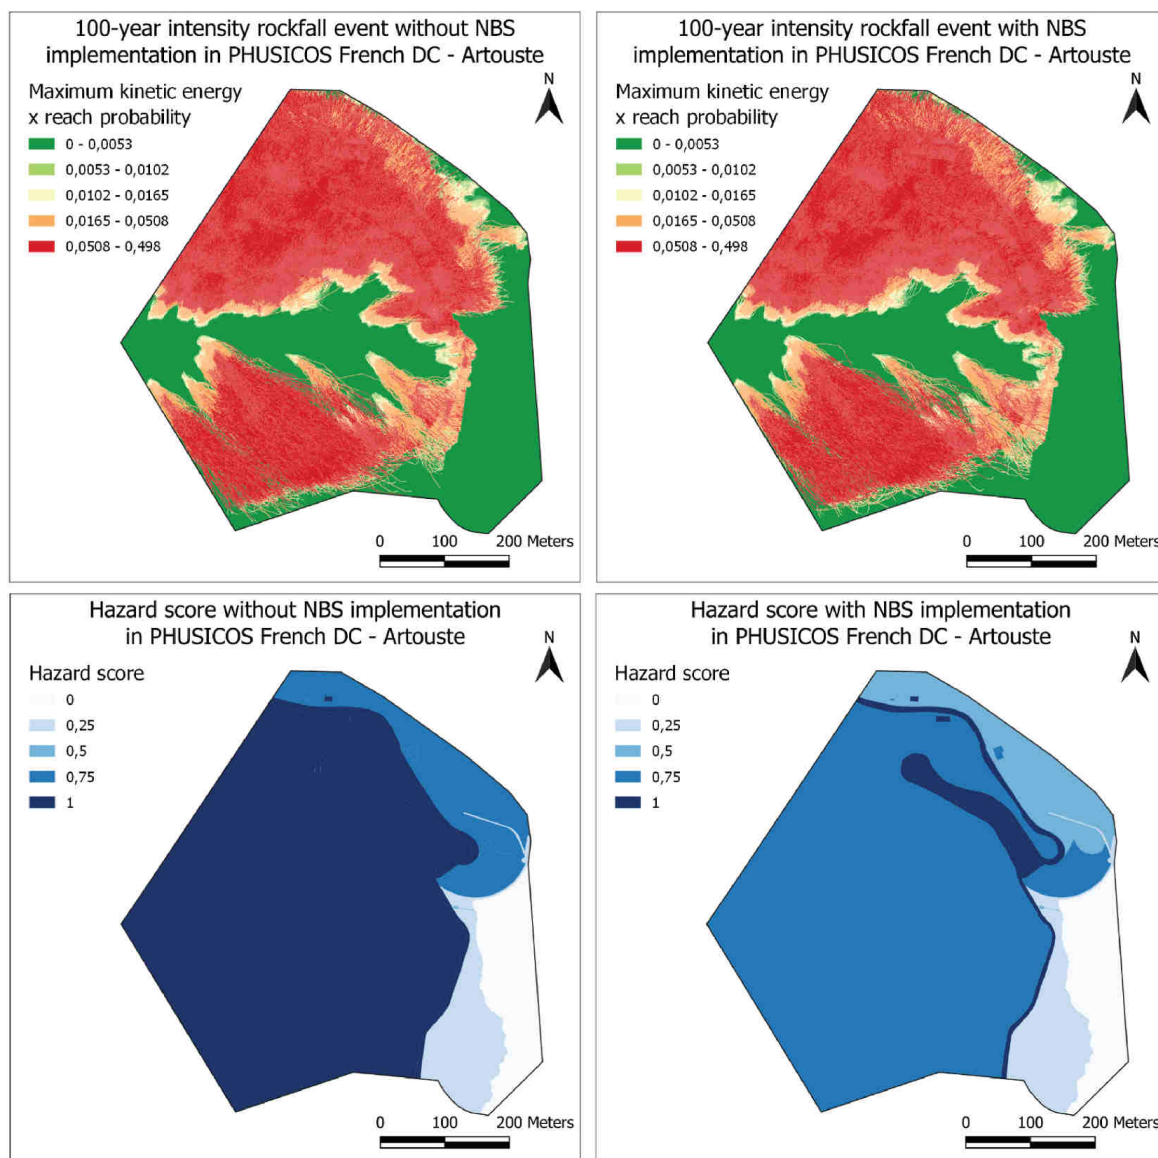 100-year intensity rockfall event without NBS
implementation in PHUSICOS French DC - Artouste
Maximum kinetic energy
x reach probability
0 - 0,0053
0,0053 - 0,0102
0,0102 - 0,0165
0,0165 - 0,0508
0,0508 - 0,498
N
0 100 200 Meters
100-year intensity rockfall event with NBS
implementation in PHUSICOS French DC - Artouste
Maximum kinetic energy
x reach probability
0 - 0,0053
0,0053 - 0,0102
0,0102 - 0,0165
0,0165 - 0,0508
0,0508 - 0,498
N
0 100 200 Meters
Hazard score without NBS implementation
in PHUSICOS French DC - Artouste
Hazard score
0
0,25
0,5
0,75
1
N
0 100 200 Meters
Hazard score with NBS implementation
in PHUSICOS French DC - Artouste
Hazard score
0
0,25
0,5
0,75
1
N
0 100 200 Meters